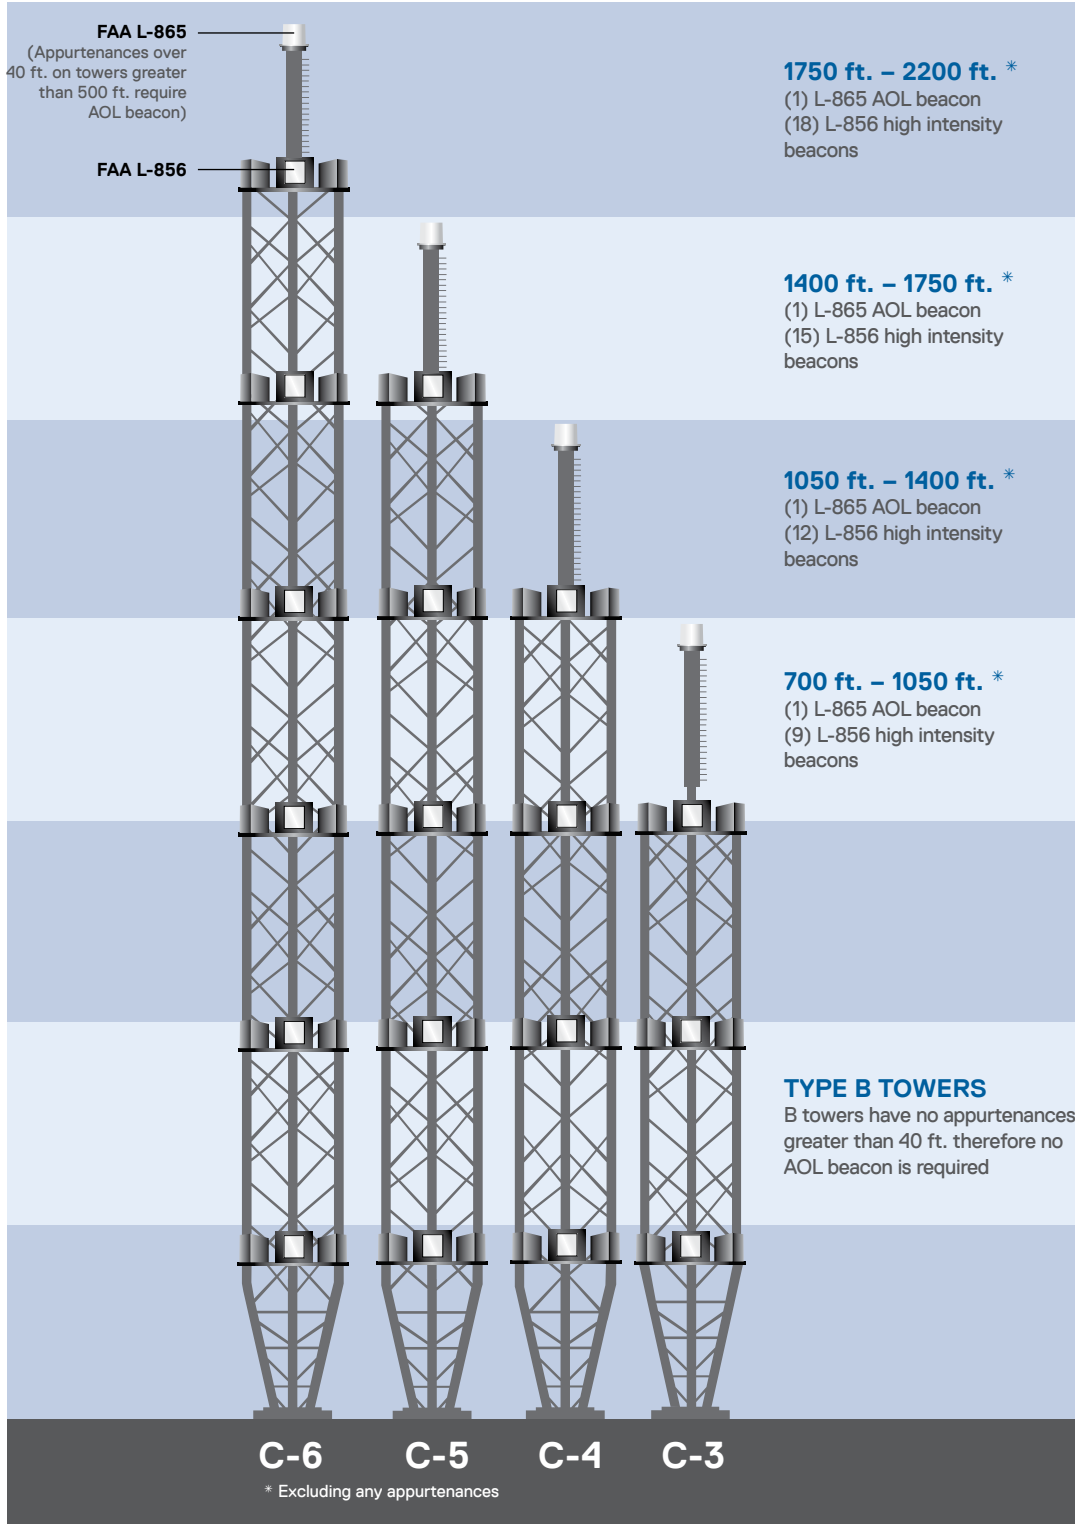 FAA L-865
(Appurtenances over
40 ft. on towers greater
than 500 ft. require
AOL beacon)
FAA L-856
1750 ft. – 2200 ft. *
(1) L-865 AOL beacon
(18) L-856 high intensity
beacons
1400 ft. – 1750 ft. *
(1) L-865 AOL beacon
(15) L-856 high intensity
beacons
1050 ft. – 1400 ft. *
(1) L-865 AOL beacon
(12) L-856 high intensity
beacons
700 ft. – 1050 ft. *
(1) L-865 AOL beacon
(9) L-856 high intensity
beacons
TYPE B TOWERS
B towers have no appurtenances
greater than 40 ft. therefore no
AOL beacon is required
C-6 C-5 C-4 C-3
* Excluding any appurtenances